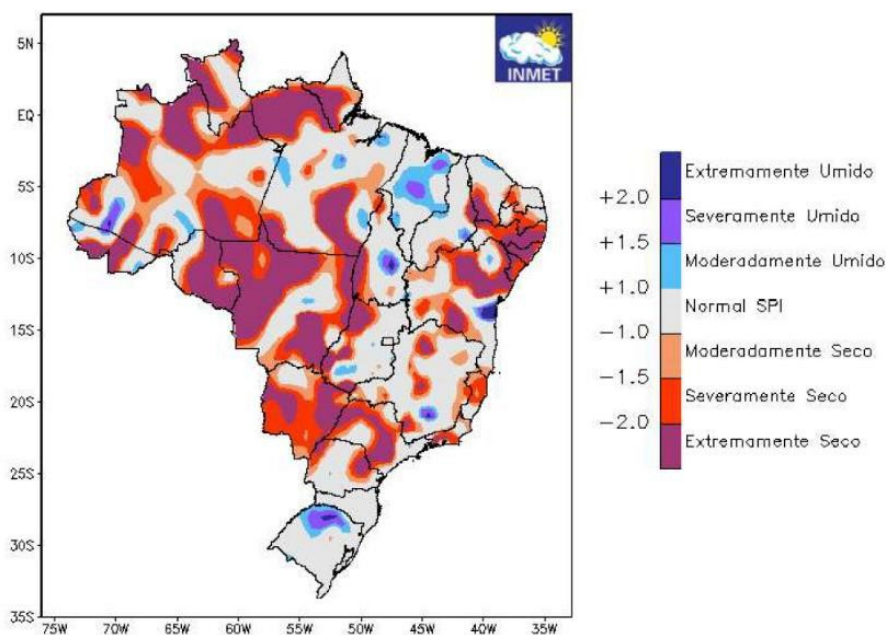 INMET
5N
EQ
5S
10S
15S
20S
25S
30S
35S
75W 70W 65W 60W 55W 50W 45W 40W 35W
Extremamente Umido
+2.0
Severamente Umido
+1.5
Moderadamente Umido
+1.0
Normal SPI
-1.0
Moderadamente Seco
-1.5
Severamente Seco
-2.0
Extremamente Seco